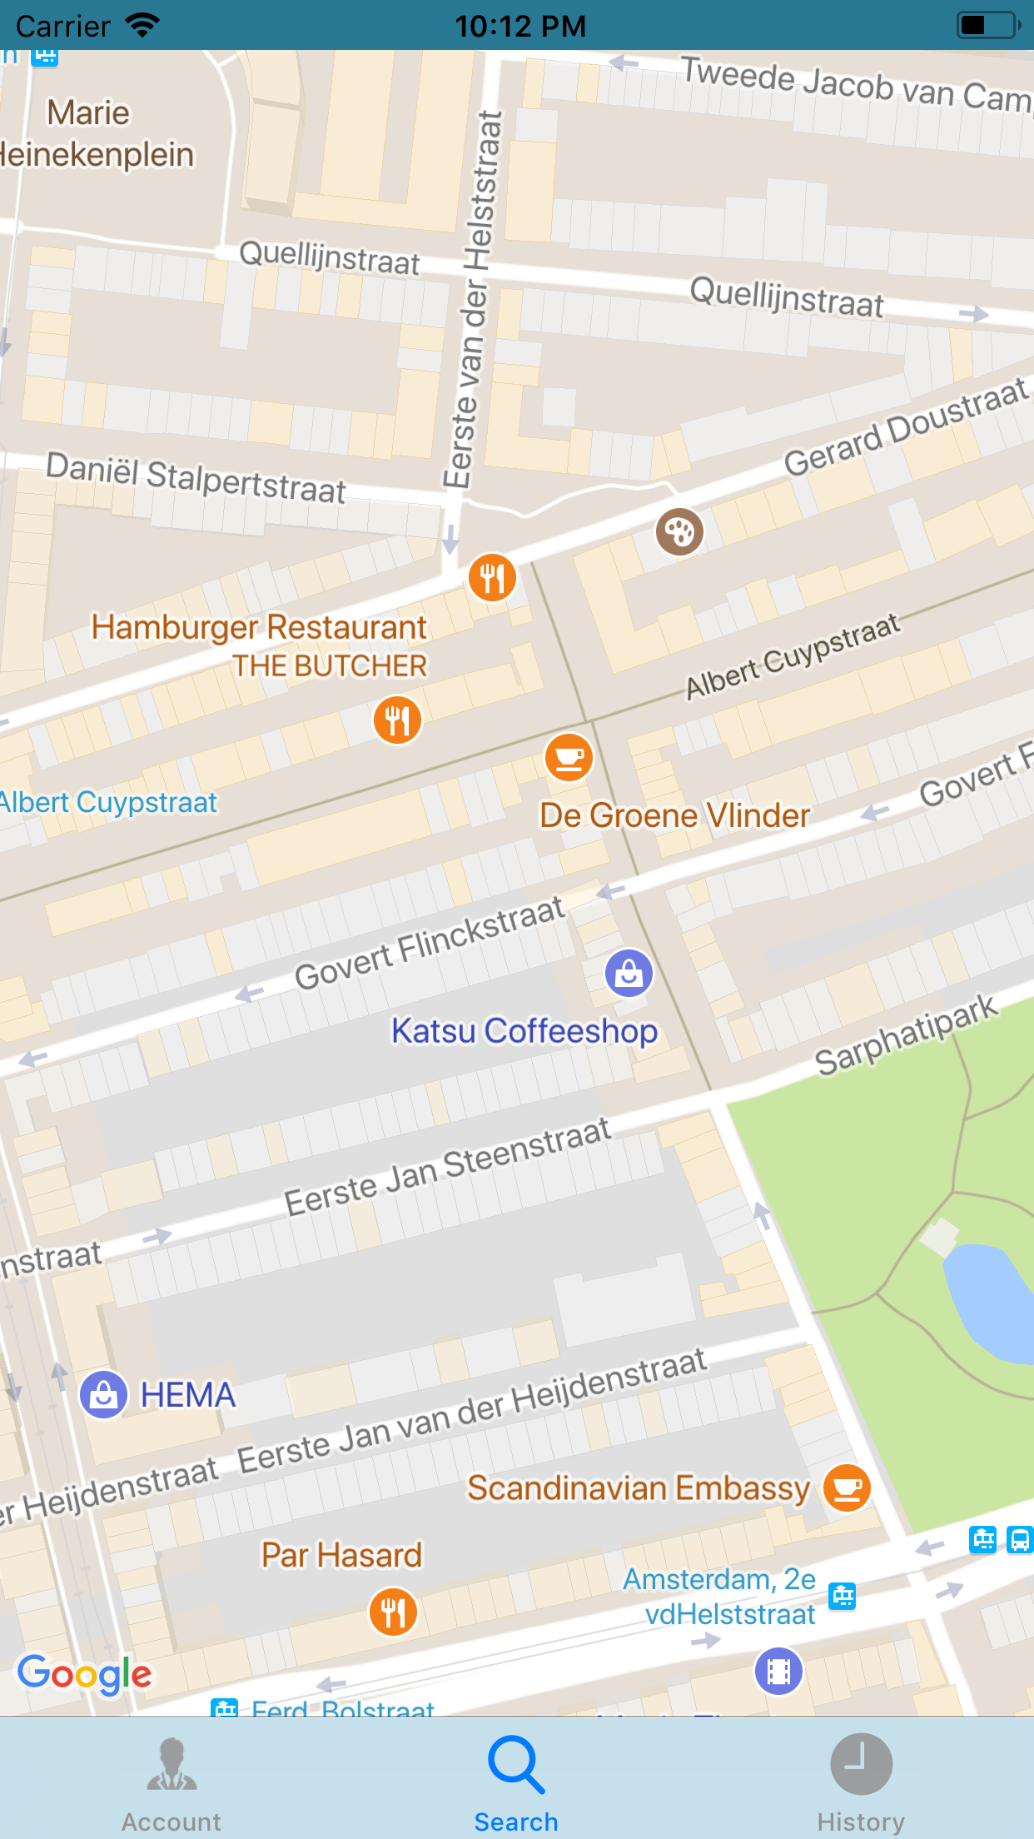 Carrier
10:12 PM
Tweede Jacob van Cam
Marie
Heinekenplein
Eerste van der Helststraat
Quellijnstraat
Quellijnstraat
Gerard Doustraat
Daniël Stalpertstraat
Hamburger Restaurant
THE BUTCHER
Albert Cuypstraat
Albert Cuypstraat
De Groene Vlinder
Govert F
Govert Flinckstraat
Katsu Coffeeshop
Sarphatipark
Eerste Jan Steenstraat
nstraat
HEMA
Eerste Jan van der Heijdenstraat
er Heijdenstraat
Scandinavian Embassy
Par Hasard
Amsterdam, 2e
vdHelststraat
Google
Ferd. Bolstraat
Account
Search
History